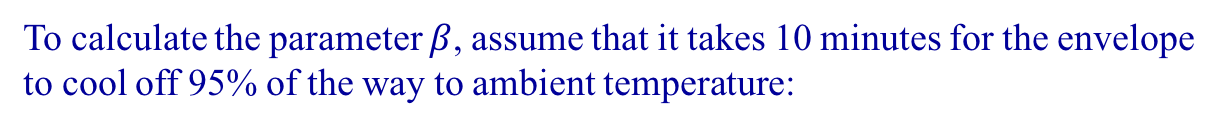 To calculate the parameter β, assume that it takes 10 minutes for the envelope
to cool off 95% of the way to ambient temperature: